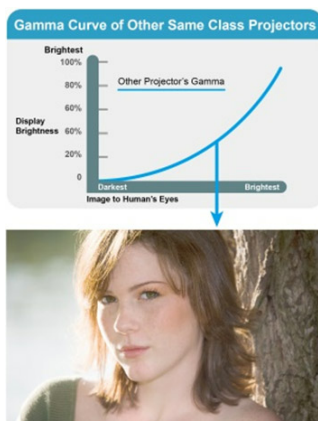 Gamma Curve of Other Same Class Projectors
Brightest
100%
80%
60%
Display
Brightness
60%
20%
0
Other Projector's Gamma
Darkest
Brightest
Image to Human's Eyes